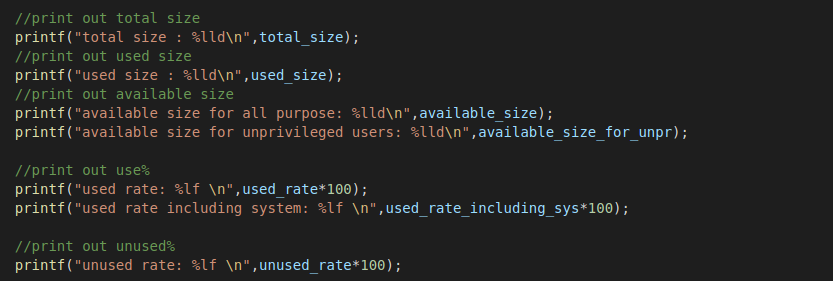 //print out total size
printf("total size : %lld\n",total_size);
//print out used size
printf("used size : %lld\n",used_size);
//print out available size
printf("available size for all purpose: %lld\n",available_size);
printf("available size for unprivileged users: %lld\n",available_size_for_unpr);
//print out use%
printf("used rate: %lf \n",used_rate*100);
printf("used rate including system: %lf \n",used_rate_including_sys*100);
//print out unused%
printf("unused rate: %lf \n",unused_rate*100);